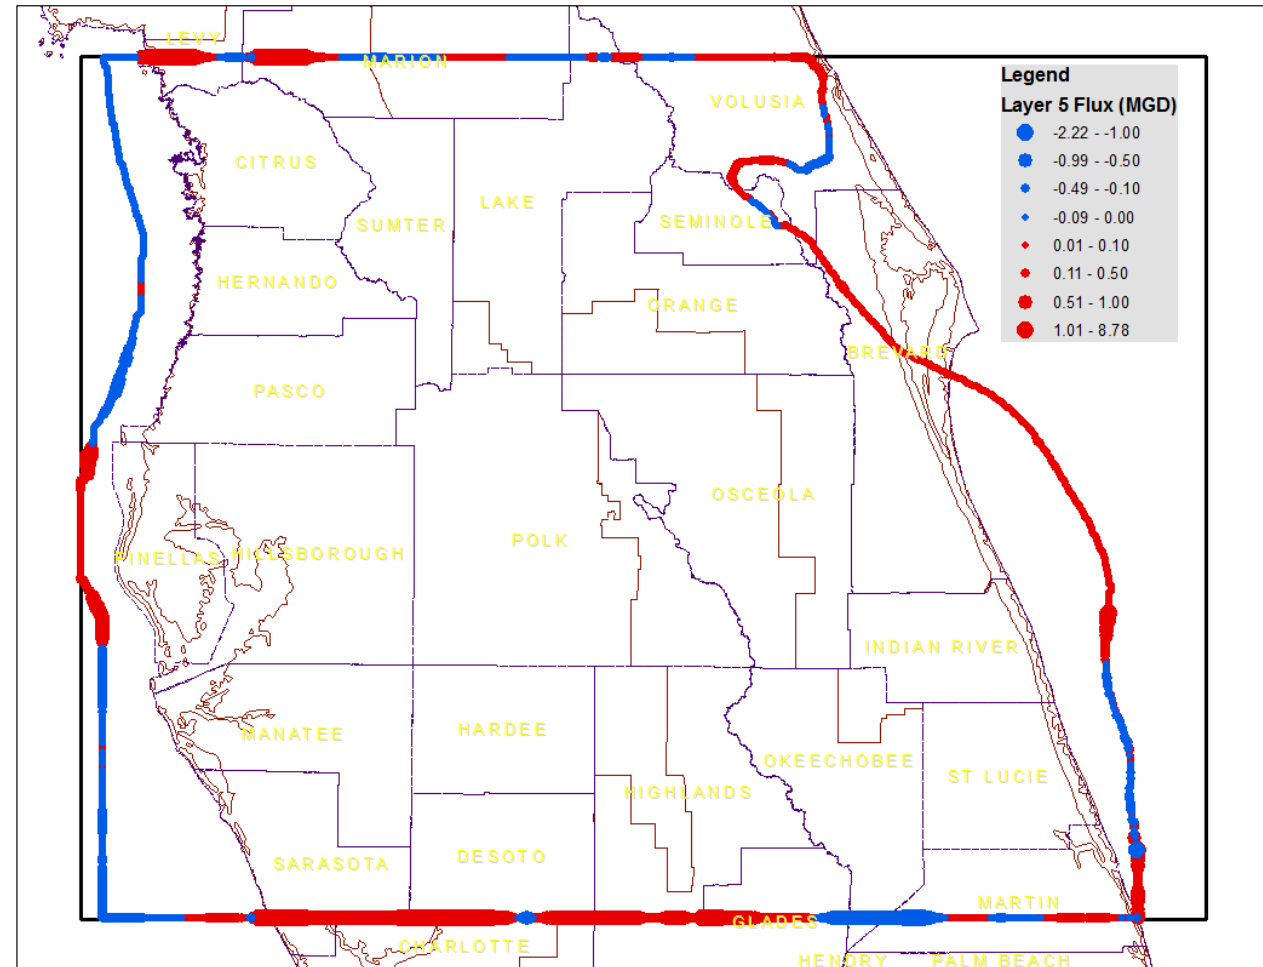 LEVY
MARION
VOLUSIA
Legend
Layer 5 Flux (MGD)
-2.22 - -1.00
-0.99 - -0.50
-0.49 - -0.10
-0.09 - 0.00
0.01 - 0.10
0.11 - 0.50
0.51 - 1.00
1.01 - 8.78
CITRUS
LAKE
SUMTER
SEMINOLE
HERNANDO
ORANGE
BREVARD
PASCO
OSCEOLA
POLK
PINELLAS
HILLSBOROUGH
INDIAN RIVER
MANATEE
HARDEE
OKEECHOBEE
ST LUCIE
HIGHLANDS
SARASOTA
DESOTO
MARTIN
GLADES
CHARLOTTE
HENDRY
PALM BEACH